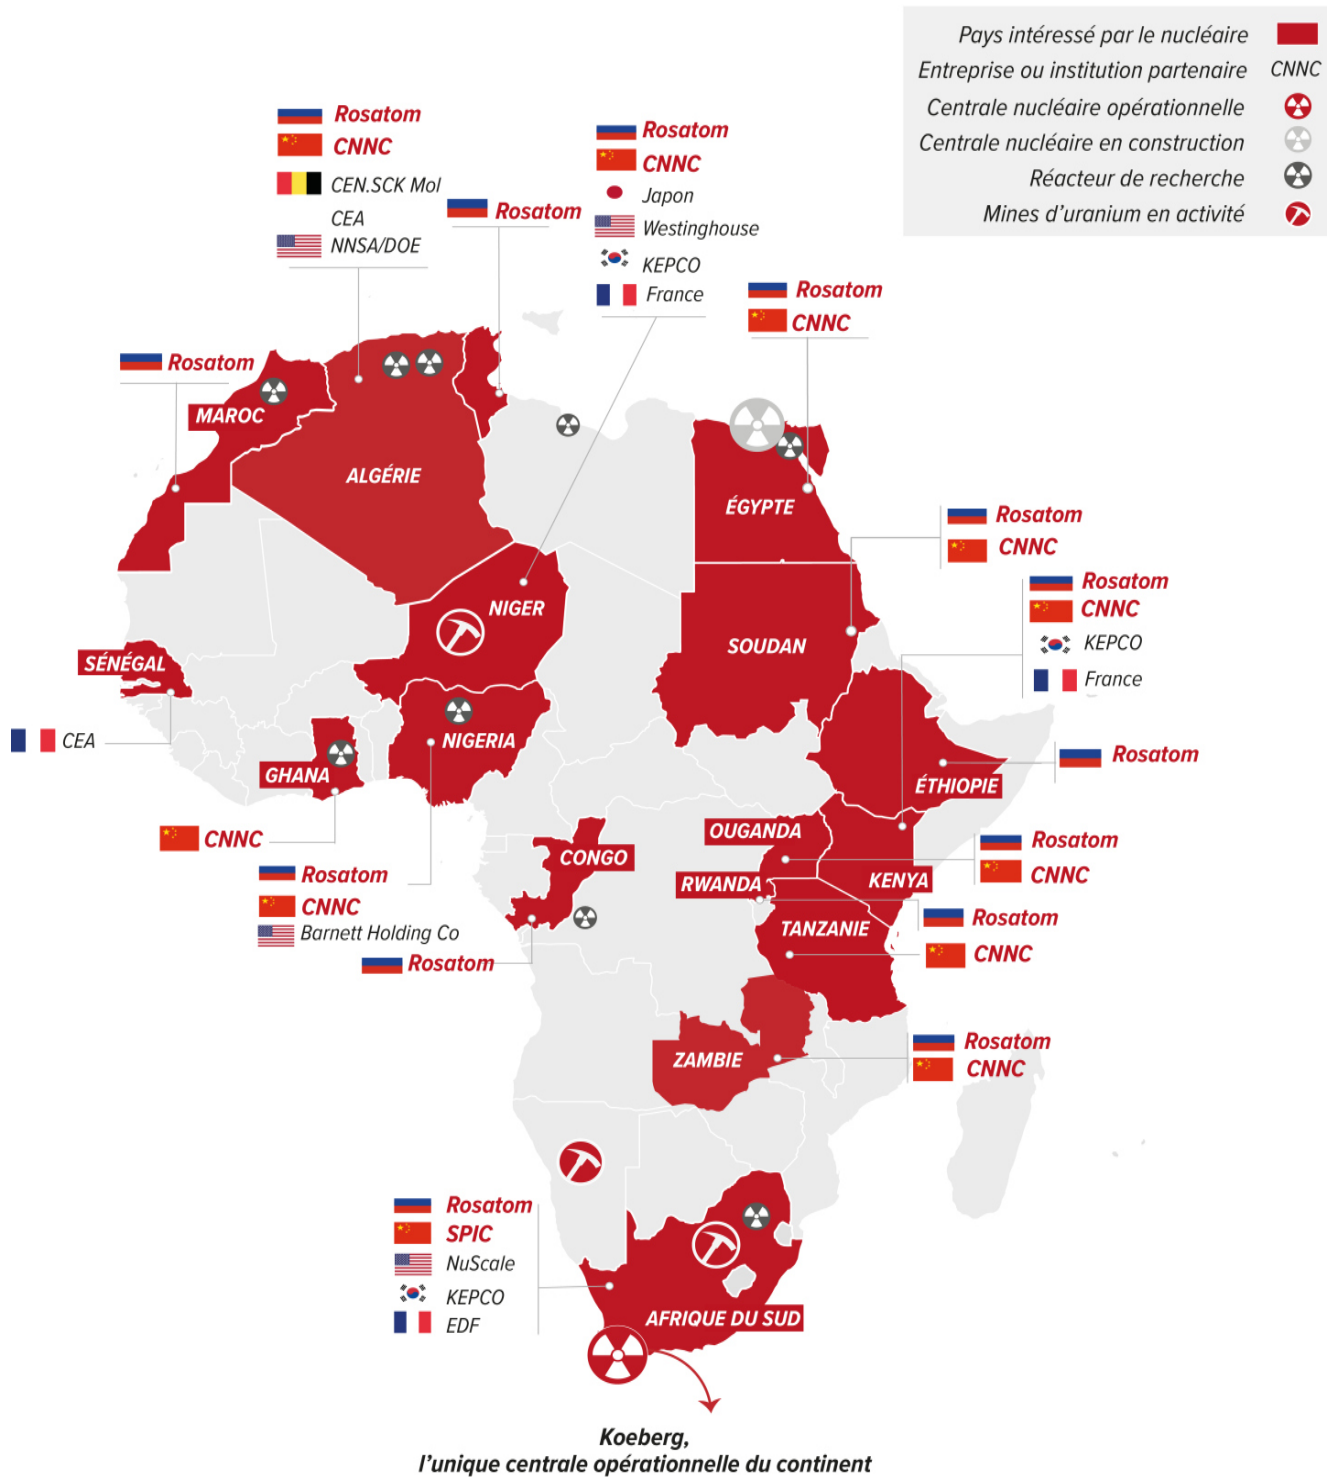 Pays intéressé par le nucléaire
Entreprise ou institution partenaire CNNC
Centrale nucléaire opérationnelle
Centrale nucléaire en construction
Réacteur de recherche
Mines d'uranium en activité
Rosatom
CNNC
CEN.SCK Mol
CEA
NNSA/DOE
Rosatom
Rosatom
CNNC
Japon
Westinghouse
KEPCO
France
Rosatom
CNNC
Rosatom
MAROC
ALGÉRIE
ÉGYPTE
Rosatom
CNNC
Rosatom
CNNC
KEPCO
France
NIGER
SOUDAN
SÉNÉGAL
CEA
NIGERIA
GHANA
Rosatom
ÉTHIOPIE
CNNC
OUGANDA
CONGO
RWANDA
KENYA
Rosatom
CNNC
Rosatom
CNNC
Barnett Holding Co
Rosatom
TANZANIE
Rosatom
CNNC
ZAMBIE
Rosatom
CNNC
Rosatom
SPIC
NuScale
KEPCO
EDF
AFRIQUE DU SUD
Koeberg,
l'unique centrale opérationnelle du continent